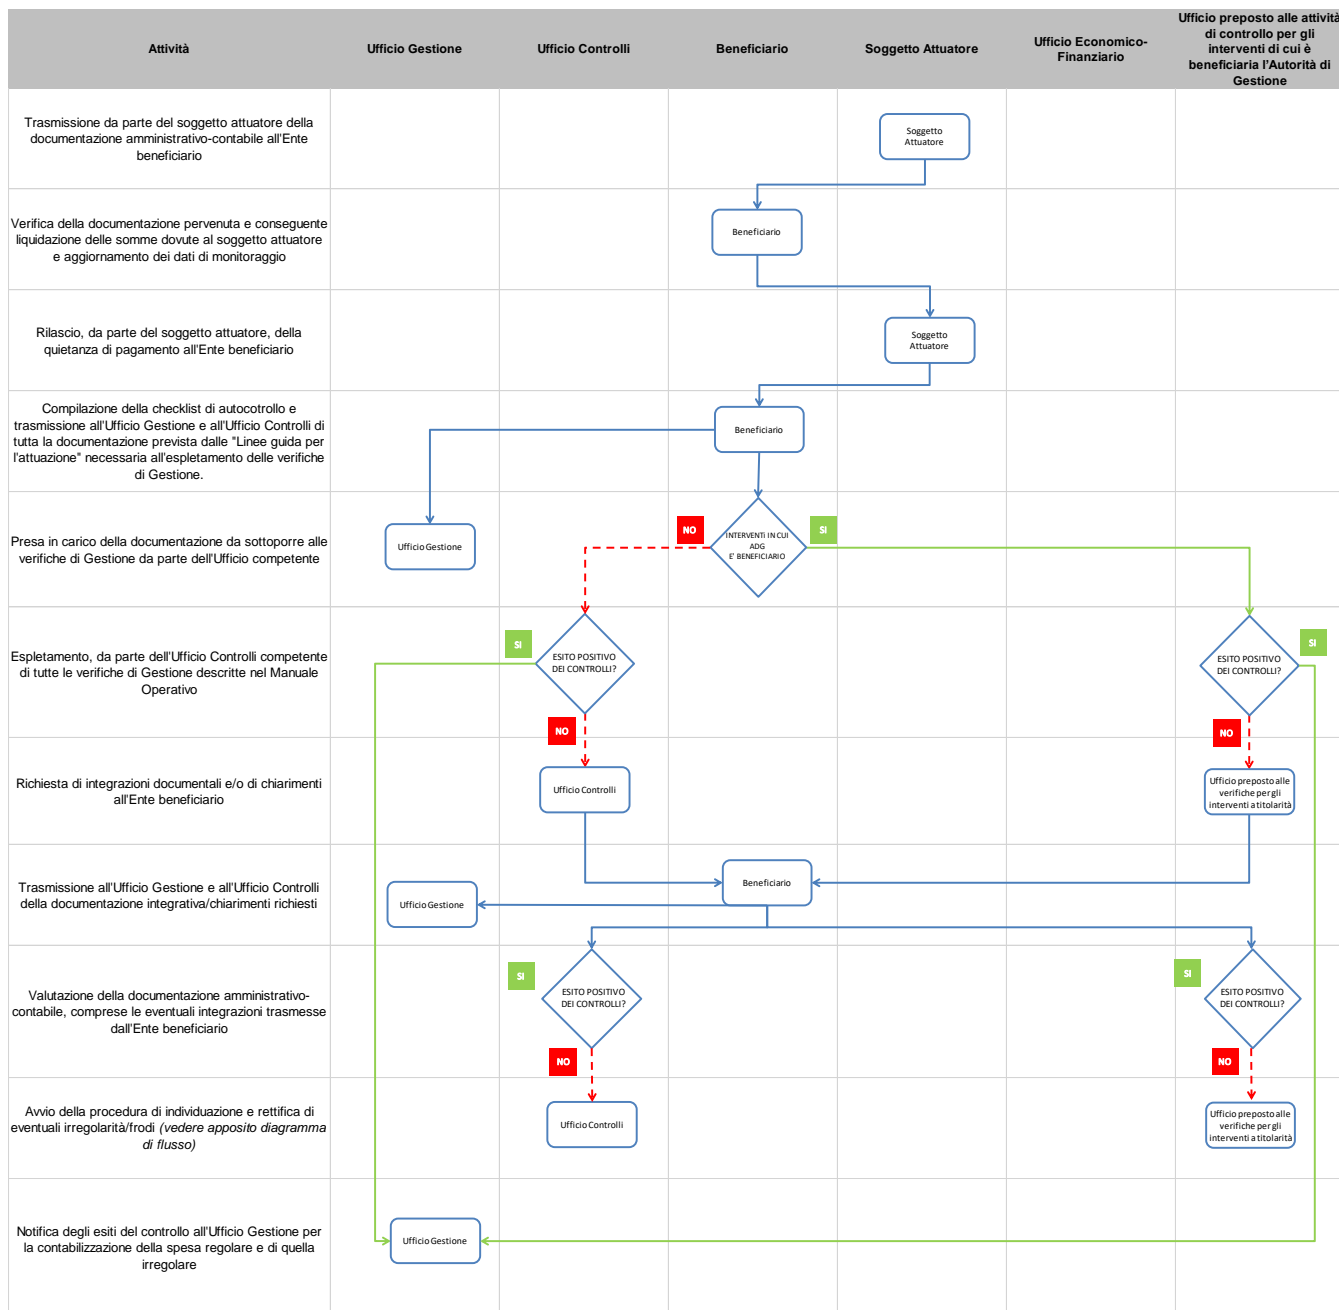 Attività
Ufficio Gestione
Ufficio Controlli
Beneficiario
Soggetto Attuatore
Ufficio Economico-
Finanziario
Ufficio preposto alle attività
di controllo per gli
interventi di cui è
beneficiaria l'Autorità di
Gestione
Trasmissione da parte del soggetto attuatore della
documentazione amministrativo-contabile all'Ente
beneficiario
Soggetto
Attuatore
Verifica della documentazione pervenuta e conseguente
liquidazione delle somme dovute al soggetto attuatore
e aggiornamento dei dati di monitoraggio
Beneficiario
Rilascio, da parte del soggetto attuatore, della
quietanza di pagamento all'Ente beneficiario
Soggetto
Attuatore
Compilazione della checklist di autocotrollo e
trasmissione all'Ufficio Gestione e all'Ufficio Controlli di
tutta la documentazione prevista dalle "Linee guida per
l'attuazione" necessaria all'espletamento delle verifiche
di Gestione.
Beneficiario
Presa in carico della documentazione da sottoporre alle
verifiche di Gestione da parte dell'Ufficio competente
Ufficio Gestione
NO
INTERVENTI IN CUI
ADG
E' BENEFICIARIO
SI
Espletamento, da parte dell'Ufficio Controlli competente
di tutte le verifiche di Gestione descritte nel Manuale
Operativo
SI
ESITO POSITIVO
DEI CONTROLLI?
NO
ESITO POSITIVO
DEI CONTROLLI?
SI
NO
Richiesta di integrazioni documentali e/o di chiarimenti
all'Ente beneficiario
Ufficio Controlli
Ufficio preposto alle
verifiche per gli
interventi a titolarità
Trasmissione all'Ufficio Gestione e all'Ufficio Controlli
della documentazione integrativa/chiarimenti richiesti
Ufficio Gestione
Beneficiario
Valutazione della documentazione amministrativo-
contabile, comprese le eventuali integrazioni trasmesse
dall'Ente beneficiario
SI
ESITO POSITIVO
DEI CONTROLLI?
NO
SI
ESITO POSITIVO
DEI CONTROLLI?
NO
Avvio della procedura di individuazione e rettifica di
eventuali irregolarità/frodi (vedere apposito diagramma
di flusso)
Ufficio Controlli
Ufficio preposto alle
verifiche per gli
interventi a titolarità
Notifica degli esiti del controllo all'Ufficio Gestione per
la contabilizzazione della spesa regolare e di quella
irregolare
Ufficio Gestione